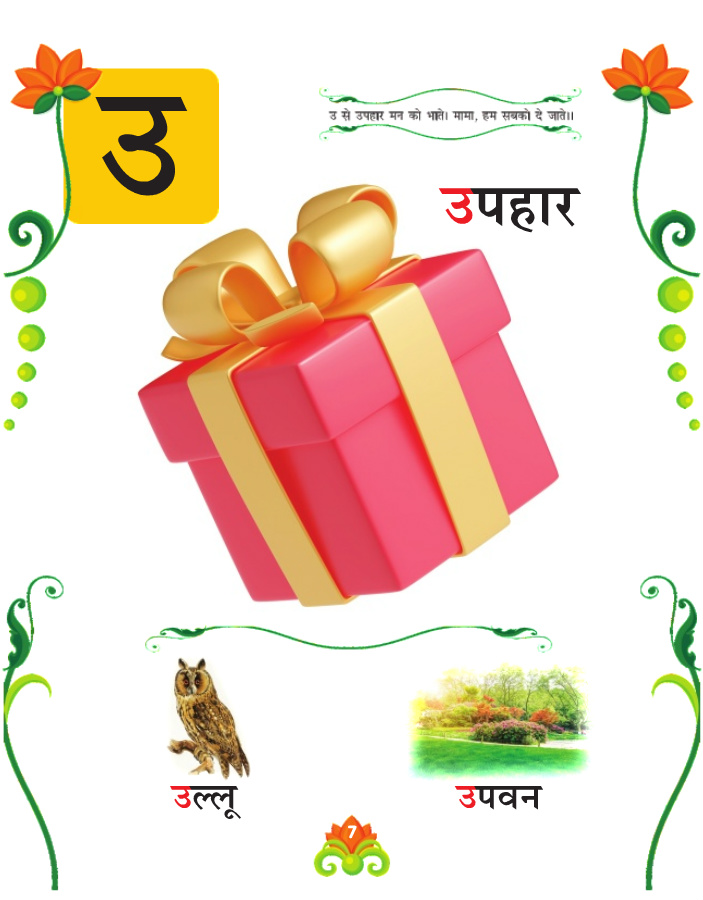 उ
उ से उपहार मन को भाते। मामा, हम सबको दे जाते।।
उपहार
उल्लू
उपवन
7